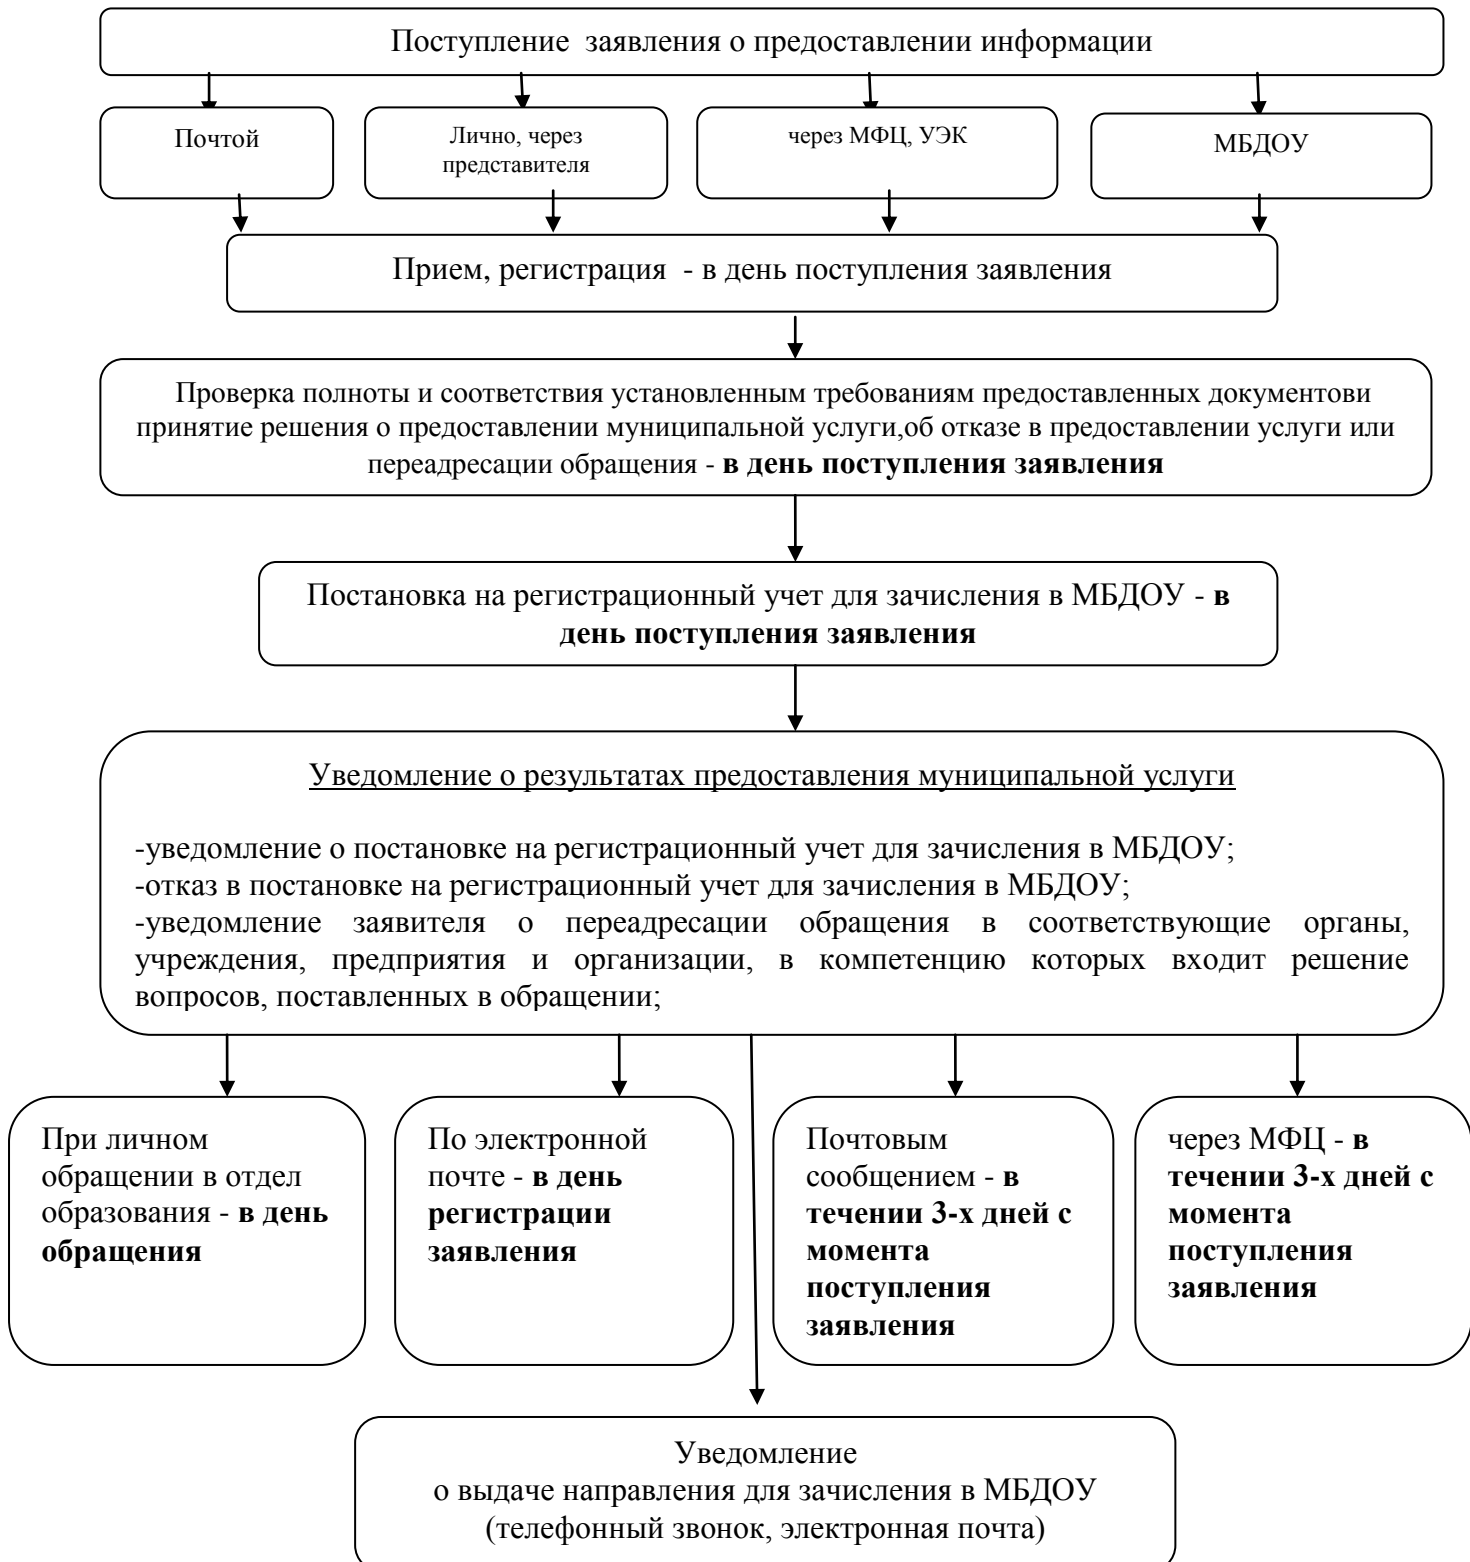 Поступление заявления о предоставлении информации
Почтой
Лично, через
представителя
через МФЦ, УЭК
МБДОУ
Прием, регистрация - в день поступления заявления
Проверка полноты и соответствия установленным требованиям предоставленных документови
принятие решения о предоставлении муниципальной услуги,об отказе в предоставлении услуги или
переадресации обращения - в день поступления заявления
Постановка на регистрационный учет для зачисления в МБДОУ - в
день поступления заявления
Уведомление о результатах предоставления муниципальной услуги
-уведомление о постановке на регистрационный учет для зачисления в МБДОУ;
-отказ в постановке на регистрационный учет для зачисления в МБДОУ;
-уведомление заявителя о переадресации обращения в соответствующие органы,
учреждения, предприятия и организации, в компетенцию которых входит решение
вопросов, поставленных в обращении;
При личном
обращении в отдел
образования - в день
обращения
По электронной
почте - в день
регистрации
заявления
Почтовым
сообщением - в
течении 3-х дней с
момента
поступления
заявления
через МФЦ - в
течении 3-х дней с
момента
поступления
заявления
Уведомление
о выдаче направления для зачисления в МБДОУ
(телефонный звонок, электронная почта)